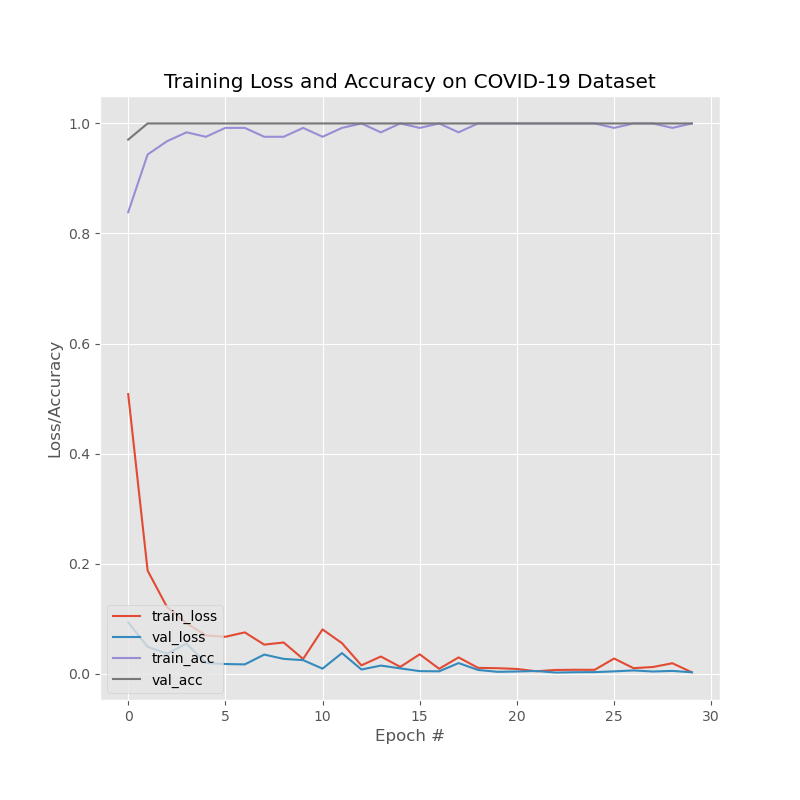 Training Loss and Accuracy on COVID-19 Dataset
1.0
0.8
0.6
0.4
0.2
0.0
Loss/Accuracy
train_loss
val_loss
train_acc
val_acc
0 5 10 15 20 25 30
Epoch #